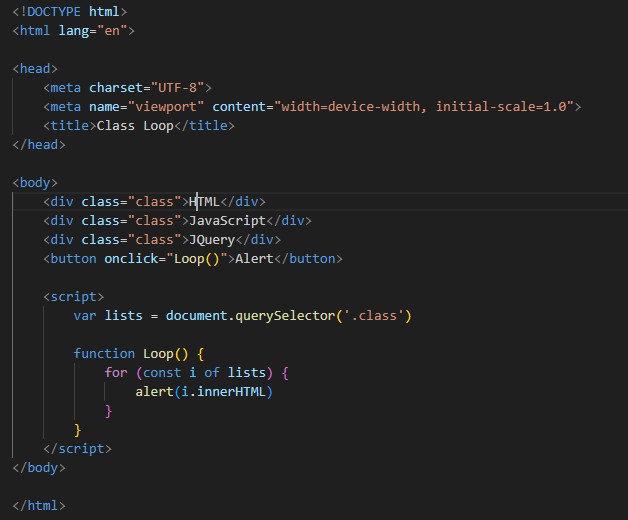 <!DOCTYPE html>
<html lang="en">
<head>
<meta charset="UTF-8">
<meta name="viewport" content="width=device-width, initial-scale=1.0">
<title>Class Loop</title>
</head>
<body>
<div class="class">HTML</div>
<div class="class">JavaScript</div>
<div class="class">JQuery</div>
<button onclick="Loop()">Alert</button>
<script>
var lists = document.querySelector('.class')
function Loop() {
for (const i of lists) {
alert(i.innerHTML)
}
}
</script>
</body>
</html>